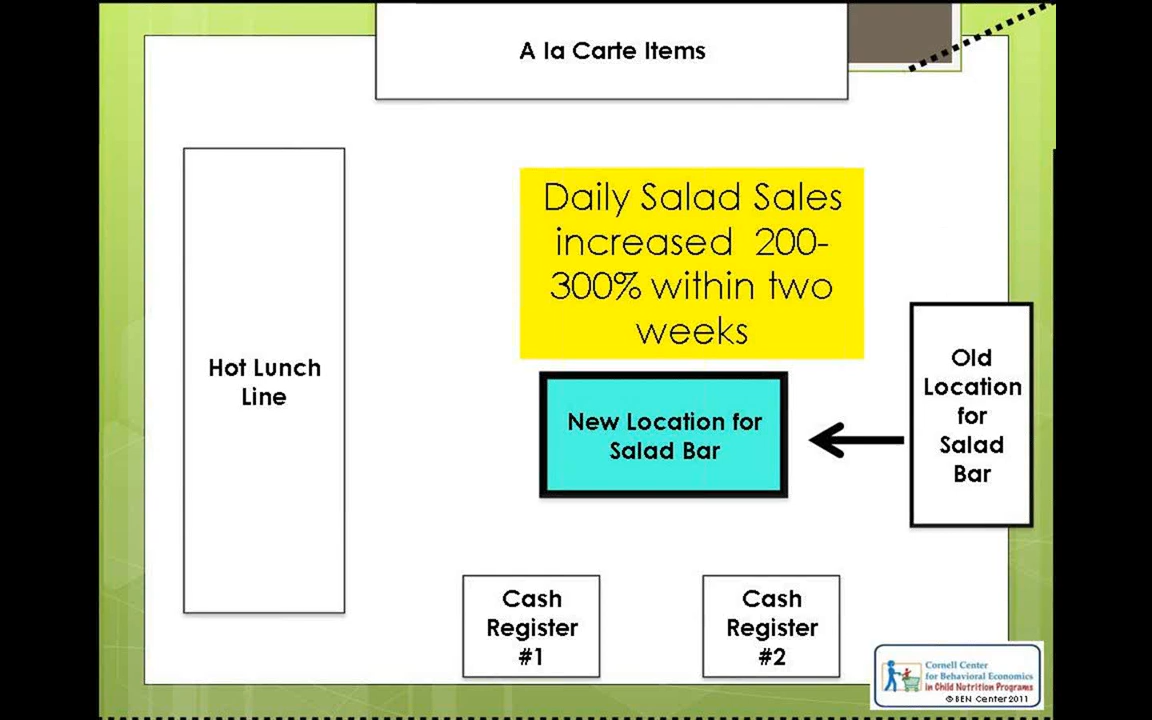 A la Carte Items
Daily Salad Sales
increased 200-
300% within two
weeks
Hot Lunch
Line
New Location for
Salad Bar
Old
Location
for
Salad
Bar
Cash
Register
#1
Cash
Register
#2
Cornell Center
for Behavioral Economics
in Child Nutrition Programs
©BEN Center2011